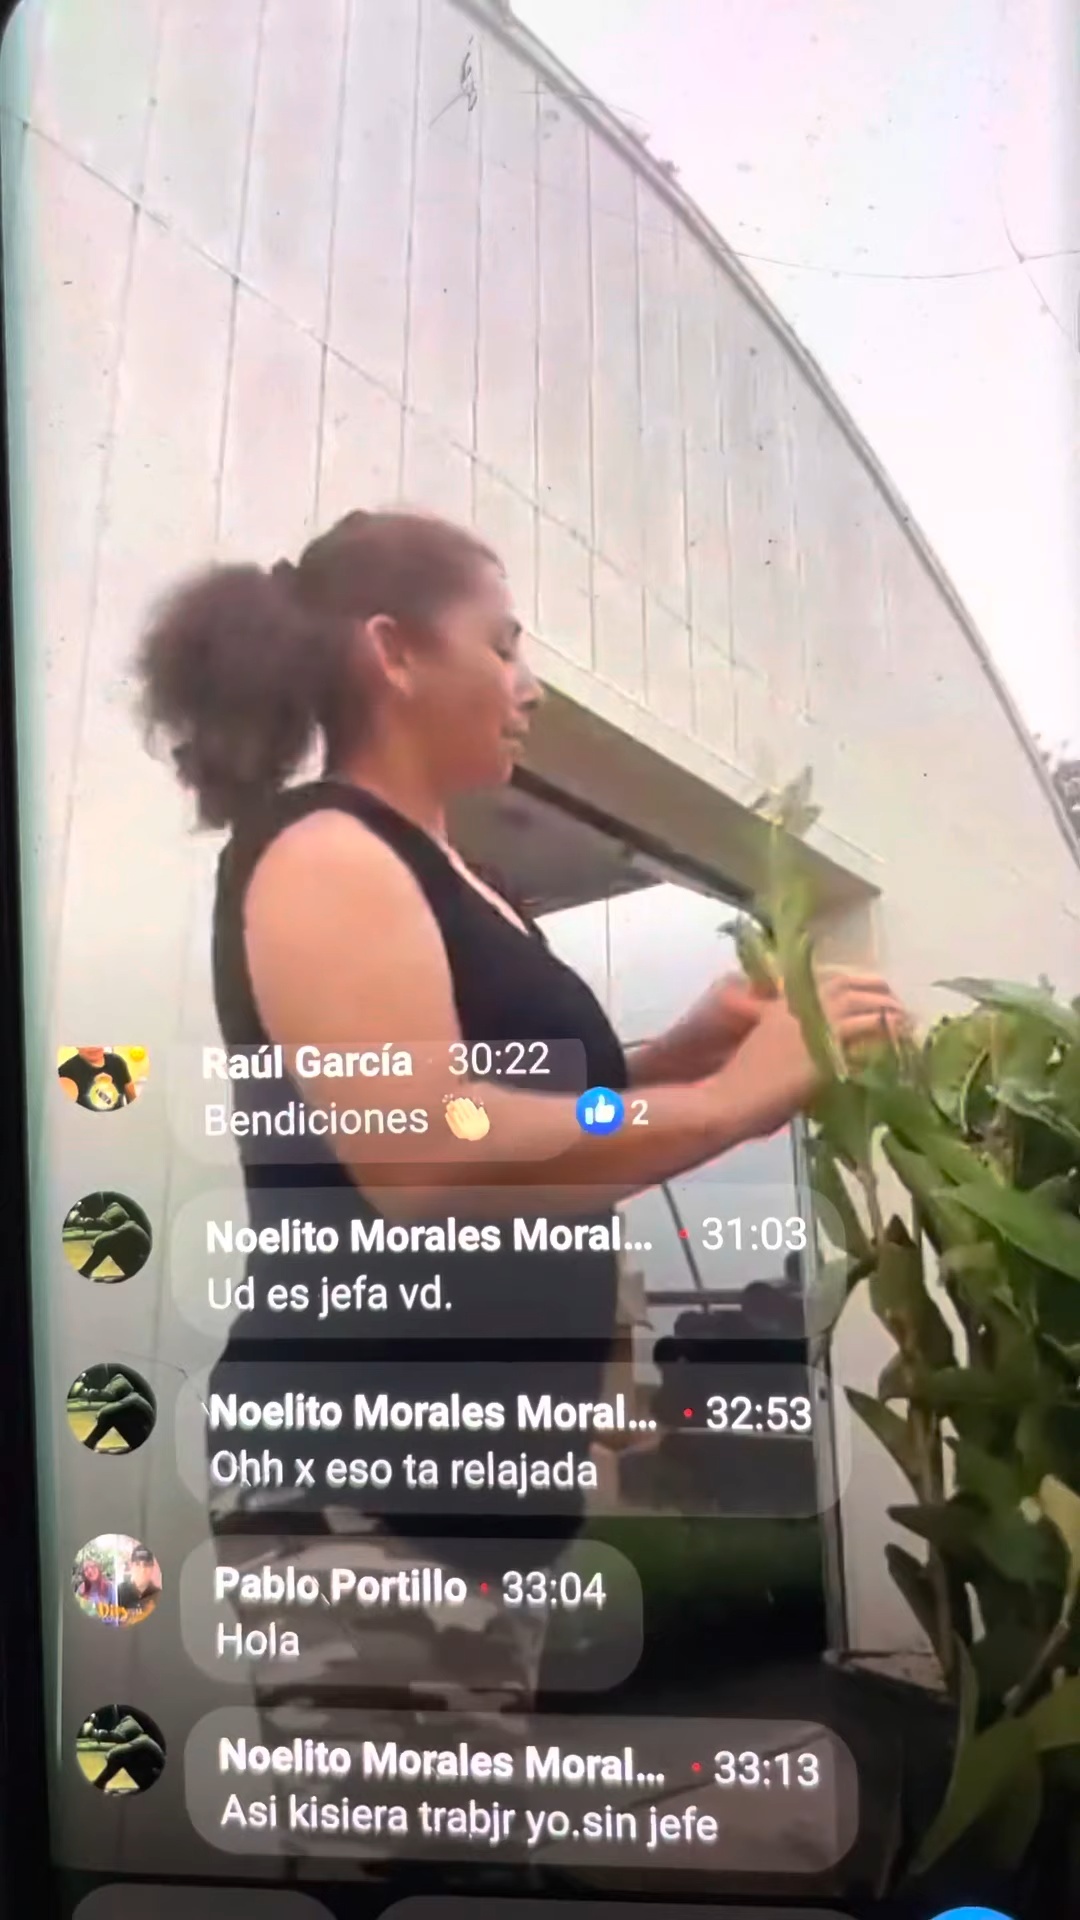 Raúl García · 30:22
Bendiciones 👏🏻
2
Noelito Morales Moral... · 31:03
Ud es jefa vd.
Noelito Morales Moral... · 32:53
Ohh x eso ta relajada
Pablo Portillo · 33:04
Hola
Noelito Morales Moral... · 33:13
Asi kisiera trabjr yo.sin jefe